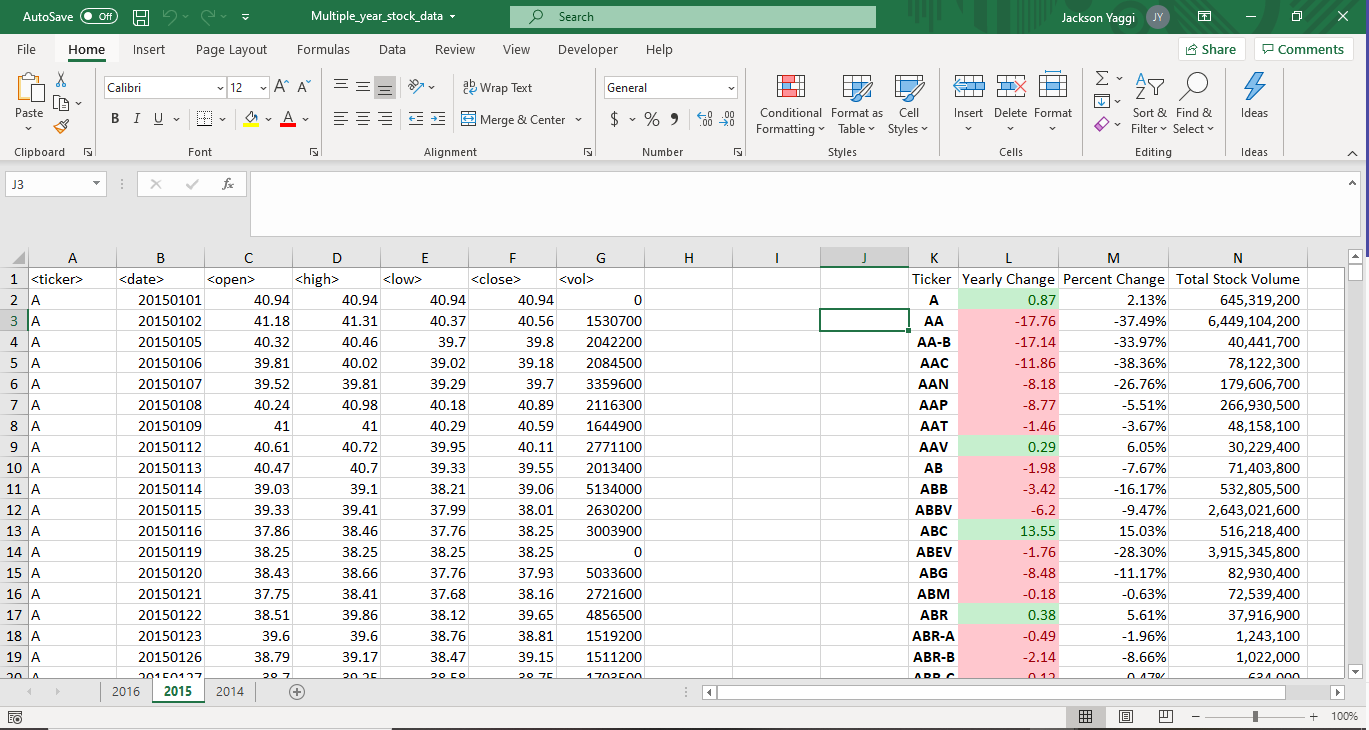 AutoSave Off Multiple_year_stock_data Search Jackson Yaggi JY
File Home Insert Page Layout Formulas Data Review View Developer Help Share Comments
Calibri 12 A A Wrap Text General
Paste B I U A Merge & Center $ % Conditional Formatting Format as Table Cell Styles Insert Delete Format Sort & Filter Find & Select Ideas
Clipboard Font Alignment Number Styles Cells Editing Ideas
J3 fx
A B C D E F G H I J K L M N
1 <ticker> <date> <open> <high> <low> <close> <vol> Ticker Yearly Change Percent Change Total Stock Volume
2 A 20150101 40.94 40.94 40.94 40.94 0 A 0.87 2.13% 645,319,200
3 A 20150102 41.18 41.31 40.37 40.56 1530700 AA -17.76 -37.49% 6,449,104,200
4 A 20150105 40.32 40.46 39.7 39.8 2042200 AA-B -17.14 -33.97% 40,441,700
5 A 20150106 39.81 40.02 39.02 39.18 2084500 AAC -11.86 -38.36% 78,122,300
6 A 20150107 39.52 39.81 39.29 39.7 3359600 AAN -8.18 -26.76% 179,606,700
7 A 20150108 40.24 40.98 40.18 40.89 2116300 AAP -8.77 -5.51% 266,930,500
8 A 20150109 41 41 40.29 40.59 1644900 AAT -1.46 -3.67% 48,158,100
9 A 20150112 40.61 40.72 39.95 40.11 2771100 AAV 0.29 6.05% 30,229,400
10 A 20150113 40.47 40.7 39.33 39.55 2013400 AB -1.98 -7.67% 71,403,800
11 A 20150114 39.03 39.1 38.21 39.06 5134000 ABB -3.42 -16.17% 532,805,500
12 A 20150115 39.33 39.41 37.99 38.01 2630200 ABBV -6.2 -9.47% 2,643,021,600
13 A 20150116 37.86 38.46 37.76 38.25 3003900 ABC 13.55 15.03% 516,218,400
14 A 20150119 38.25 38.25 38.25 38.25 0 ABEV -1.76 -28.30% 3,915,345,800
15 A 20150120 38.43 38.66 37.76 37.93 5033600 ABG -8.48 -11.17% 82,930,400
16 A 20150121 37.75 38.41 37.68 38.16 2721600 ABM -0.18 -0.63% 72,539,400
17 A 20150122 38.51 39.86 38.12 39.65 4856500 ABR 0.38 5.61% 37,916,900
18 A 20150123 39.6 39.6 38.76 38.81 1519200 ABR-A -0.49 -1.96% 1,243,100
19 A 20150126 38.79 39.17 38.47 39.15 1511200 ABR-B -2.14 -8.66% 1,022,000
2016 2015 2014
100%